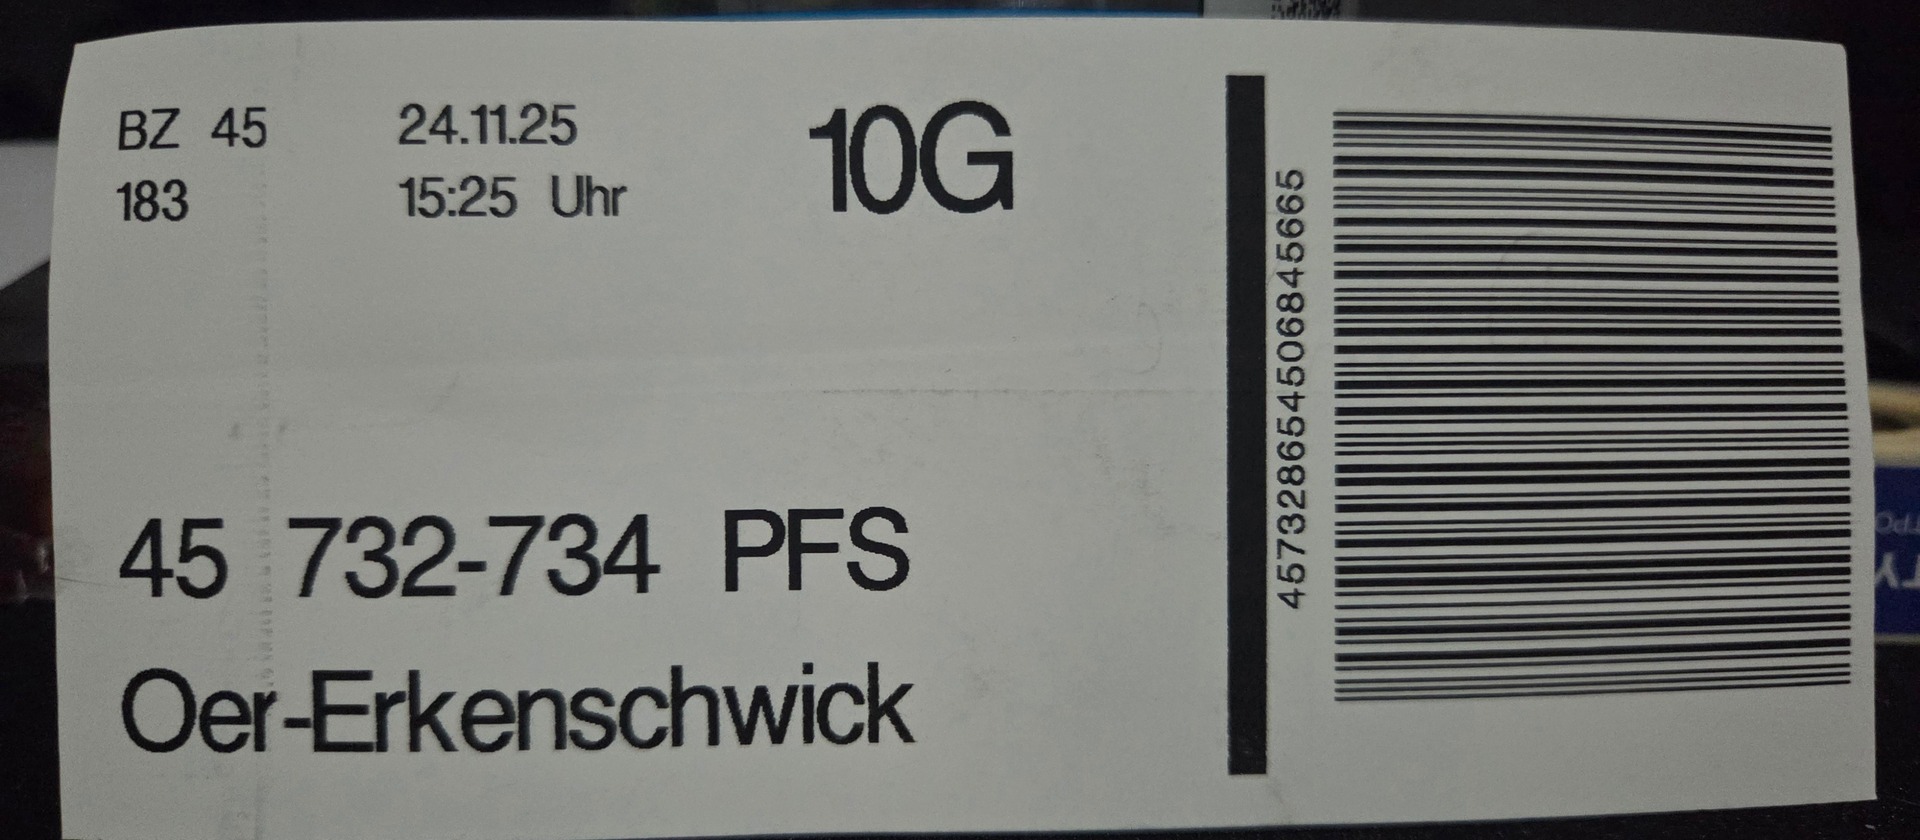 BZ 45 24.11.25 10G
183 15:25 Uhr
45 732-734 PFS
Oer-Erkenschwick
457328654506845665